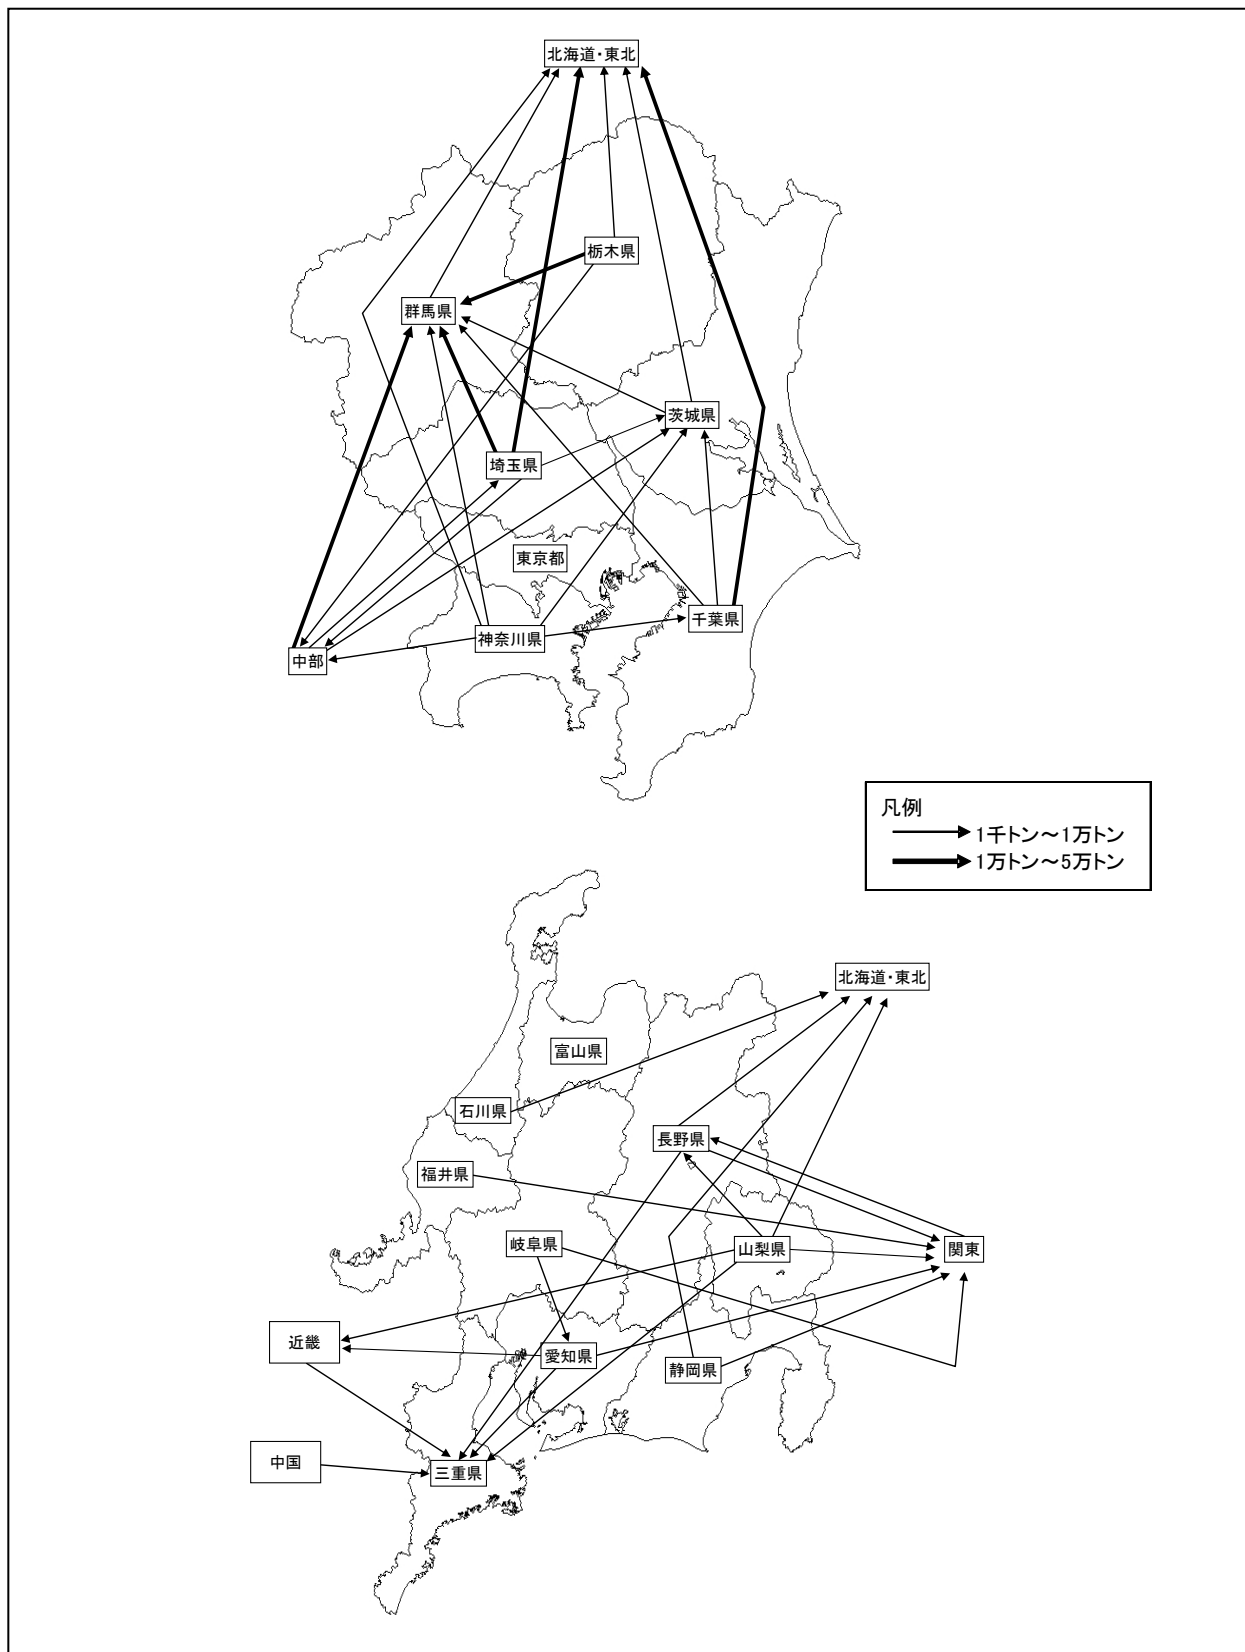 北海道・東北
栃木県
群馬県
茨城県
埼玉県
東京都
千葉県
神奈川県
中部
凡例
1千トン～1万トン
1万トン～5万トン
北海道・東北
富山県
石川県
長野県
福井県
岐阜県
山梨県
関東
近畿
愛知県
静岡県
中国
三重県